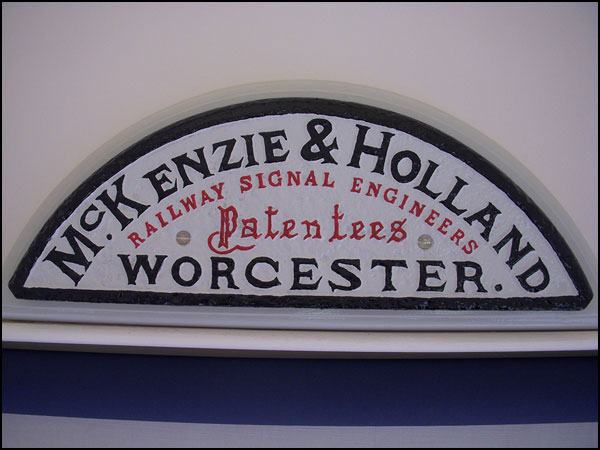 McKENZIE & HOLLAND
RAILWAY SIGNAL ENGINEERS
Patentees
WORCESTER.